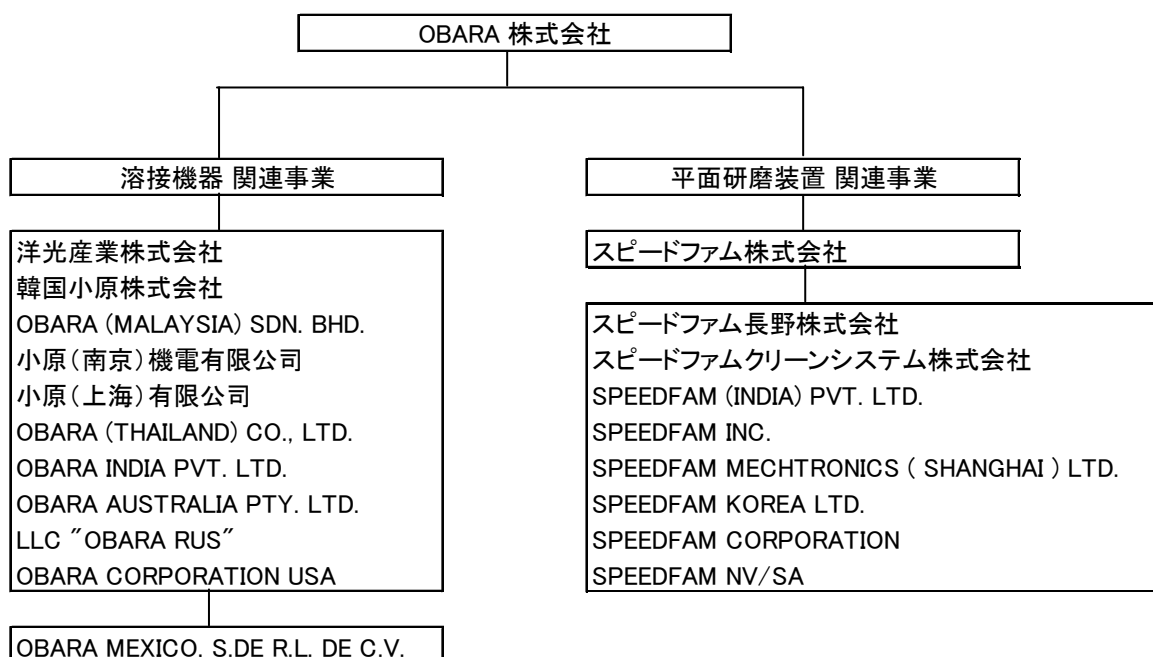 OBARA 株式会社
溶接機器 関連事業
洋光産業株式会社
韓国小原株式会社
OBARA (MALAYSIA) SDN. BHD.
小原(南京)機電有限公司
小原(上海)有限公司
OBARA (THAILAND) CO., LTD.
OBARA INDIA PVT. LTD.
OBARA AUSTRALIA PTY. LTD.
LLC ″OBARA RUS″
OBARA CORPORATION USA
OBARA MEXICO. S.DE R.L. DE C.V.
平面研磨装置 関連事業
スピードファム株式会社
スピードファム長野株式会社
スピードファムクリーンシステム株式会社
SPEEDFAM (INDIA) PVT. LTD.
SPEEDFAM INC.
SPEEDFAM MECHTRONICS ( SHANGHAI ) LTD.
SPEEDFAM KOREA LTD.
SPEEDFAM CORPORATION
SPEEDFAM NV/SA